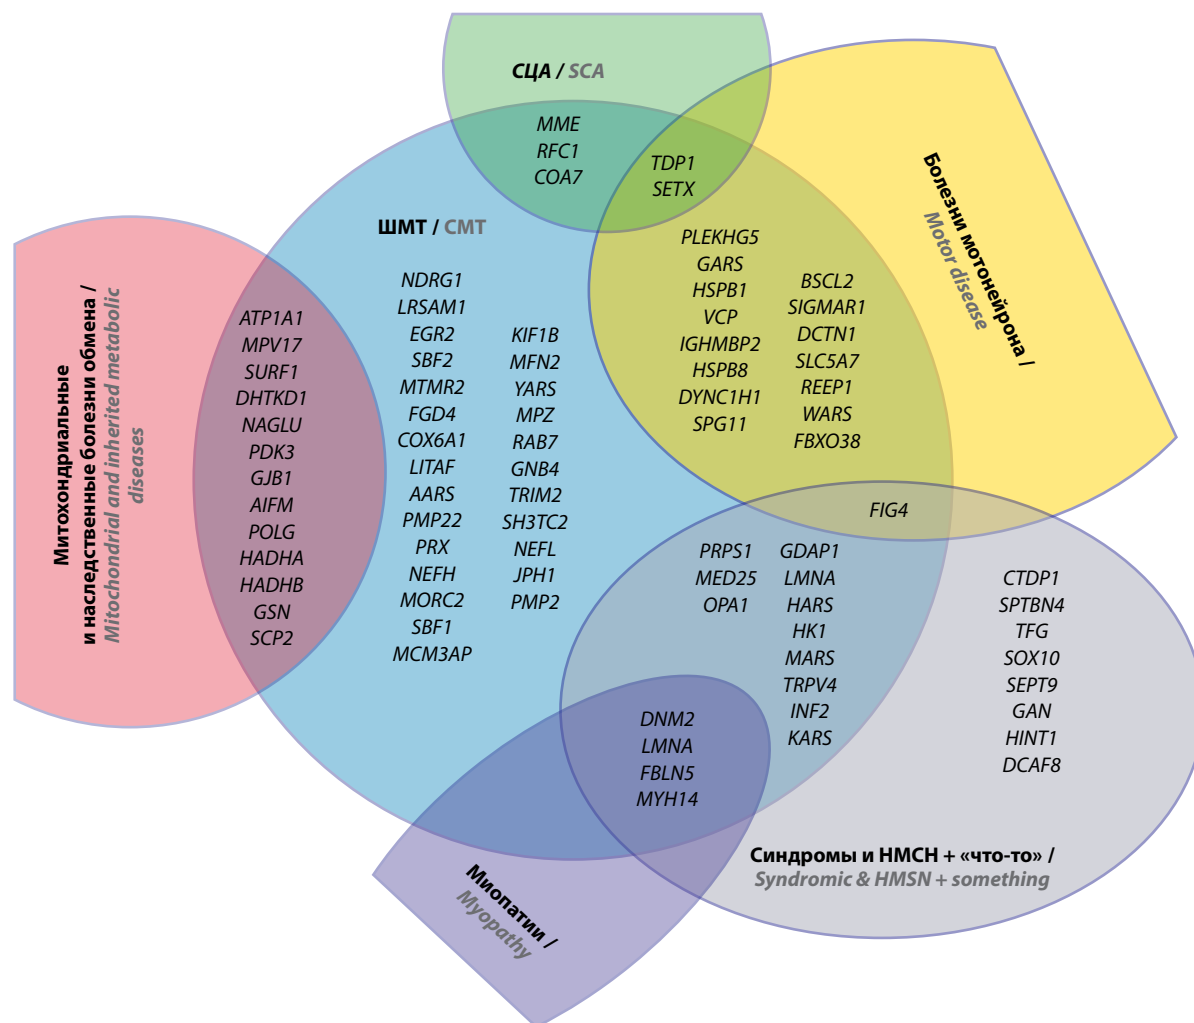 СЦА / SCA
MME
RFC1
COA7
TDP1
SETX
Болезни мотонейрона /
Motor disease
ШМТ / CMT
PLEKHG5
GARS
HSPB1
VCP
IGHMBP2
HSPB8
DYNC1H1
SPG11
BSCL2
SIGMAR1
DCTN1
SLC5A7
REEP1
WARS
FBXO38
Митохондриальные
и наследственные болезни обмена /
Mitochondrial and inherited metabolic
diseases
ATP1A1
MPV17
SURF1
DHTKD1
NAGLU
PDK3
GJB1
AIFM
POLG
HADHA
HADHB
GSN
SCP2
NDRG1
LRSAM1
EGR2
SBF2
MTMR2
FGD4
COX6A1
LITAF
AARS
PMP22
PRX
NEFH
MORC2
SBF1
MCM3AP
KIF1B
MFN2
YARS
MPZ
RAB7
GNB4
TRIM2
SH3TC2
NEFL
JPH1
PMP2
FIG4
PRPS1
MED25
OPA1
GDAP1
LMNA
HARS
HK1
MARS
TRPV4
INF2
KARS
CTDP1
SPTBN4
TFG
SOX10
SEPT9
GAN
HINT1
DCAF8
DNM2
LMNA
FBLN5
MYH14
Синдромы и НМСН + «что-то» /
Syndromic & HMSN + something
Миопатии /
Myopathy